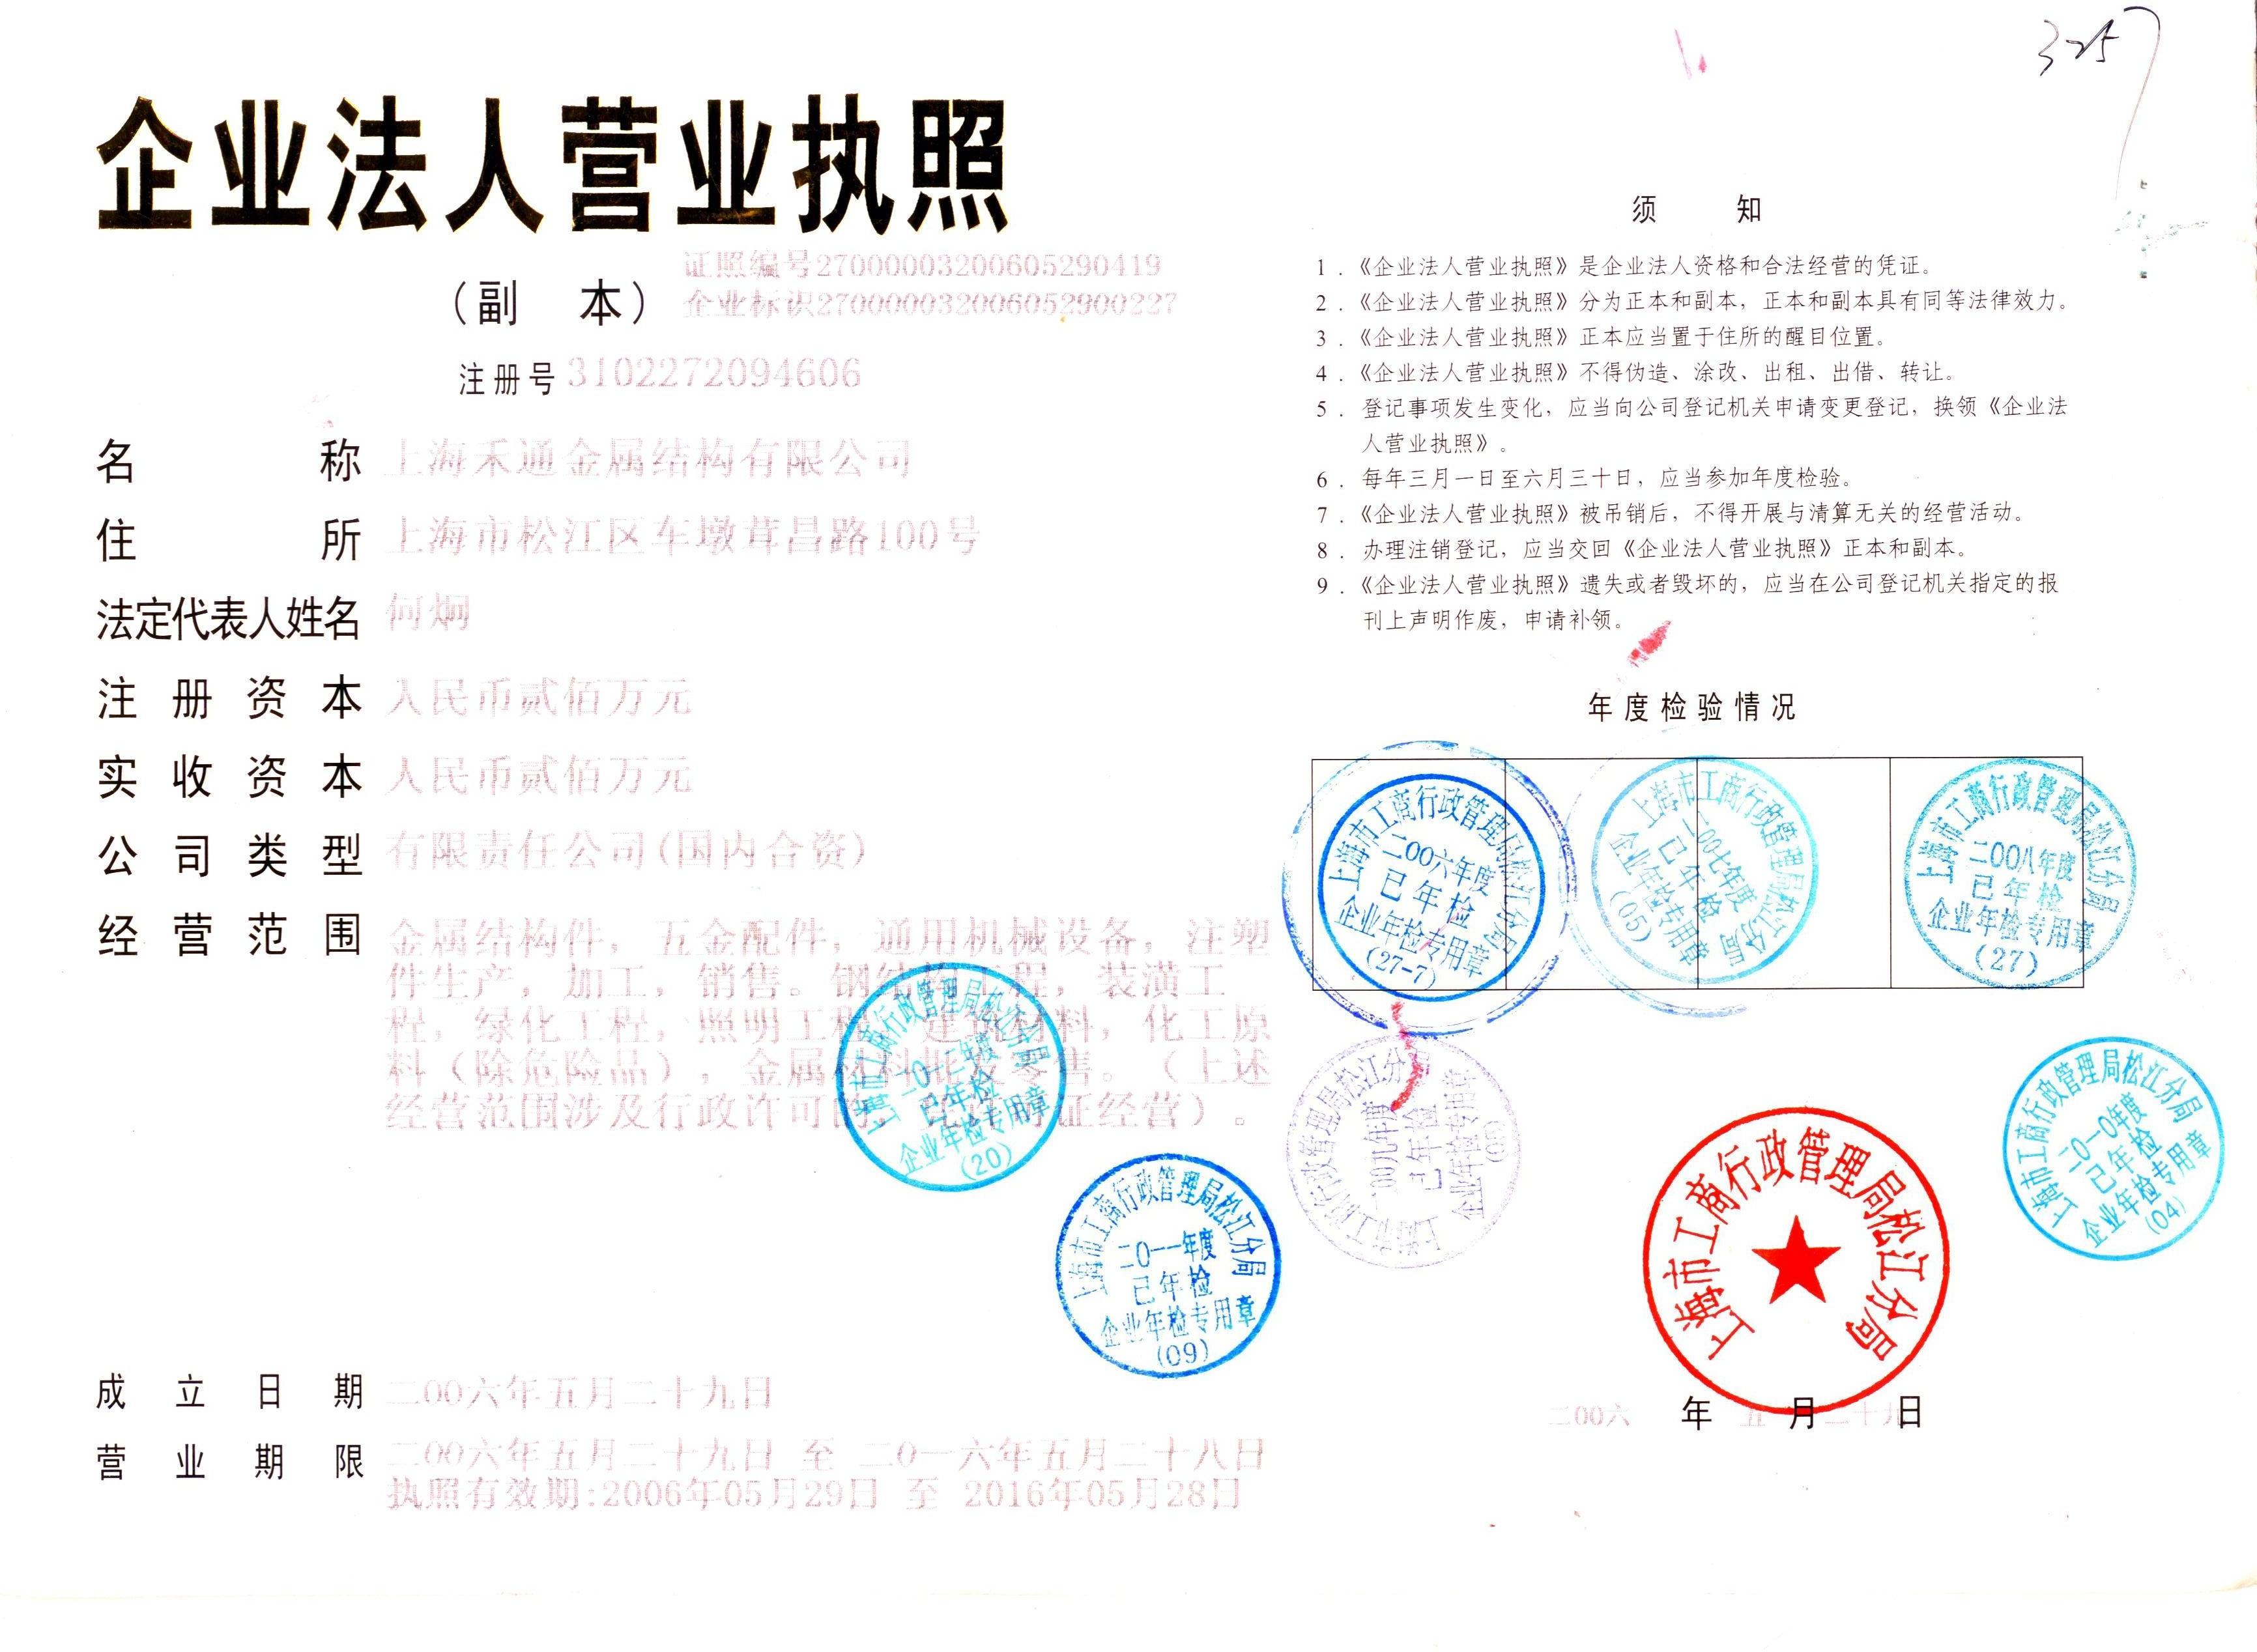 企业法人营业执照
证照编号27000003200605290419
（副 本）
企业标识27000003200605290022​7
注册号3102272094606
名 称 上海禾通金属结构有限公司
住 所 上海市松江区车墩茸昌路100号
法定代表人姓名 何炯
注册资本 人民币贰佰万元
实收资本 人民币贰佰万元
公司类型 有限责任公司(国内合资)
经营范围 金属结构件，五金配件，通用机械设备，注塑
件生产，加工，销售。钢结构工程，装潢工
程，绿化工程，照明工程，建筑材料，化工原
料（除危险品），金属材料批发零售。（上述
经营范围涉及行政许可的，凭许可证经营）。
成立日期 二00六年五月二十九日
营业期限 二00六年五月二十九日 至 二0一六年五月二十八日
执照有效期:2006年05月29日 至 2016年05月28日
上海市工商行政管理局松江分局
二0一二年度
已年检
企业年检专用章
(20)
上海市工商行政管理局松江分局
二0一一年度
已年检
企业年检专用章
(09)
325
须 知
1．《企业法人营业执照》是企业法人资格和合法经营的凭证。
2．《企业法人营业执照》分为正本和副本，正本和副本具有同等法律效力。
3．《企业法人营业执照》正本应当置于住所的醒目位置。
4．《企业法人营业执照》不得伪造、涂改、出租、出借、转让。
5．登记事项发生变化，应当向公司登记机关申请变更登记，换领《企业法
人营业执照》。
6．每年三月一日至六月三十日，应当参加年度检验。
7．《企业法人营业执照》被吊销后，不得开展与清算无关的经营活动。
8．办理注销登记，应当交回《企业法人营业执照》正本和副本。
9．《企业法人营业执照》遗失或者毁坏的，应当在公司登记机关指定的报
刊上声明作废，申请补领。
年度检验情况
上海市工商行政管理局松江分局
二00六年度
已年检
企业年检专用章
(27-7)
上海市工商行政管理局松江分局
二00七年度
已年检
企业年检专用章
(05)
上海市工商行政管理局松江分局
二00八年度
已年检
企业年检专用章
(27)
上海市工商行政管理局松江分局
二00九年度
已年检
企业年检专用章
上海市工商行政管理局松江分局
二0一0年度
已年检
企业年检专用章
(04)
上海市工商行政管理局松江分局
二00六年五月二十九日